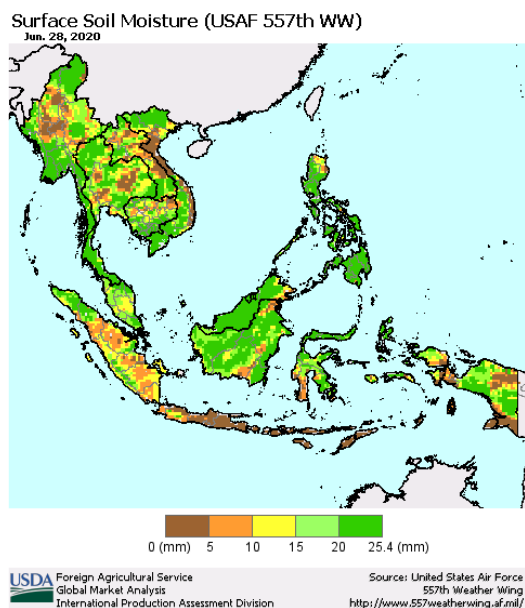 Surface Soil Moisture (USAF 557th WW)
Jun. 28, 2020
0 (mm) 5 10 15 20 25.4 (mm)
USDA Foreign Agricultural Service
Global Market Analysis
International Production Assessment Division
Source: United States Air Force
557th Weather Wing
http://www.557weatherwing.af.mil/